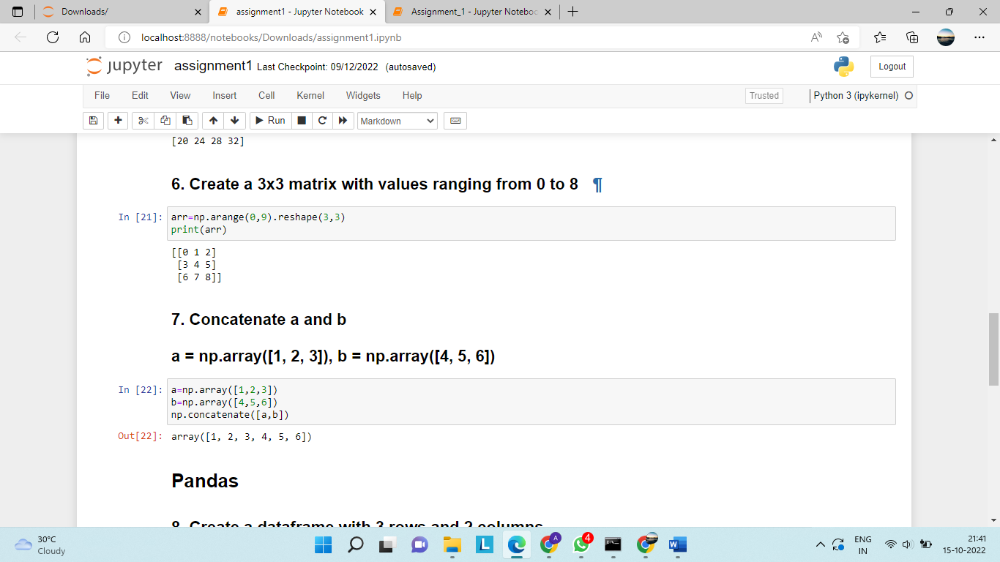 Downloads/
assignment1 - Jupyter Notebook
Assignment_1 - Jupyter Noteboo
localhost:8888/notebooks/Downloads/assignment1.ipynb
jupyter assignment1 Last Checkpoint: 09/12/2022 (autosaved)
Logout
File Edit View Insert Cell Kernel Widgets Help
Trusted
Python 3 (ipykernel)
Run
Markdown
[20 24 28 32]
6. Create a 3x3 matrix with values ranging from 0 to 8 ¶
In [21]: arr=np.arange(0,9).reshape(3,3)
print(arr)
[[0 1 2]
[3 4 5]
[6 7 8]]
7. Concatenate a and b
a = np.array([1, 2, 3]), b = np.array([4, 5, 6])
In [22]: a=np.array([1,2,3])
b=np.array([4,5,6])
np.concatenate([a,b])
Out[22]: array([1, 2, 3, 4, 5, 6])
Pandas
8. Create a dataframe with 3 rows and 2 columns
30°C
Cloudy
L
A
4
W
ENG
IN
21:41
15-10-2022